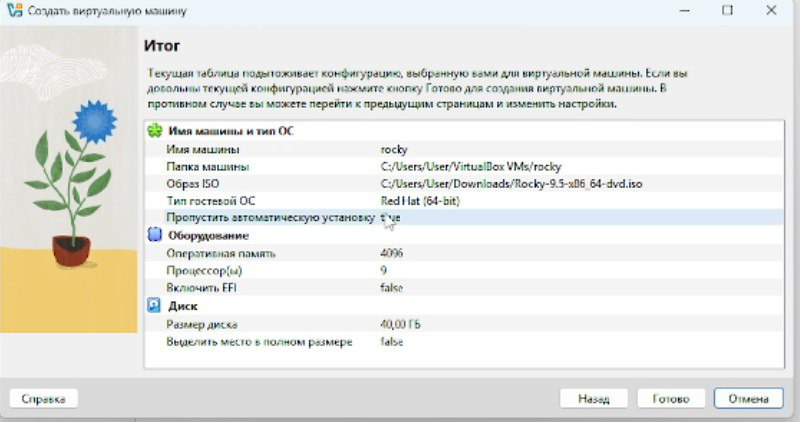 Создать виртуальную машину
Итог
Текущая таблица подытоживает конфигурацию, выбранную вами для виртуальной машины. Если вы
довольны текущей конфигурацией нажмите кнопку Готово для создания виртуальной машины. В
противном случае вы можете перейти к предыдущим страницам и изменить настройки.
Имя машины и тип ОС
Имя машины rocky
Папка машины C:/Users/User/VirtualBox VMs/rocky
Образ ISO C:/Users/User/Downloads/Rocky-9.5-x86_64-dvd.iso
Тип гостевой ОС Red Hat (64-bit)
Пропустить автоматическую установку true
Оборудование
Оперативная память 4096
Процессор(ы) 9
Включить EFI false
Диск
Размер диска 40,00 ГБ
Выделить место в полном размере false
Справка Назад Готово Отмена